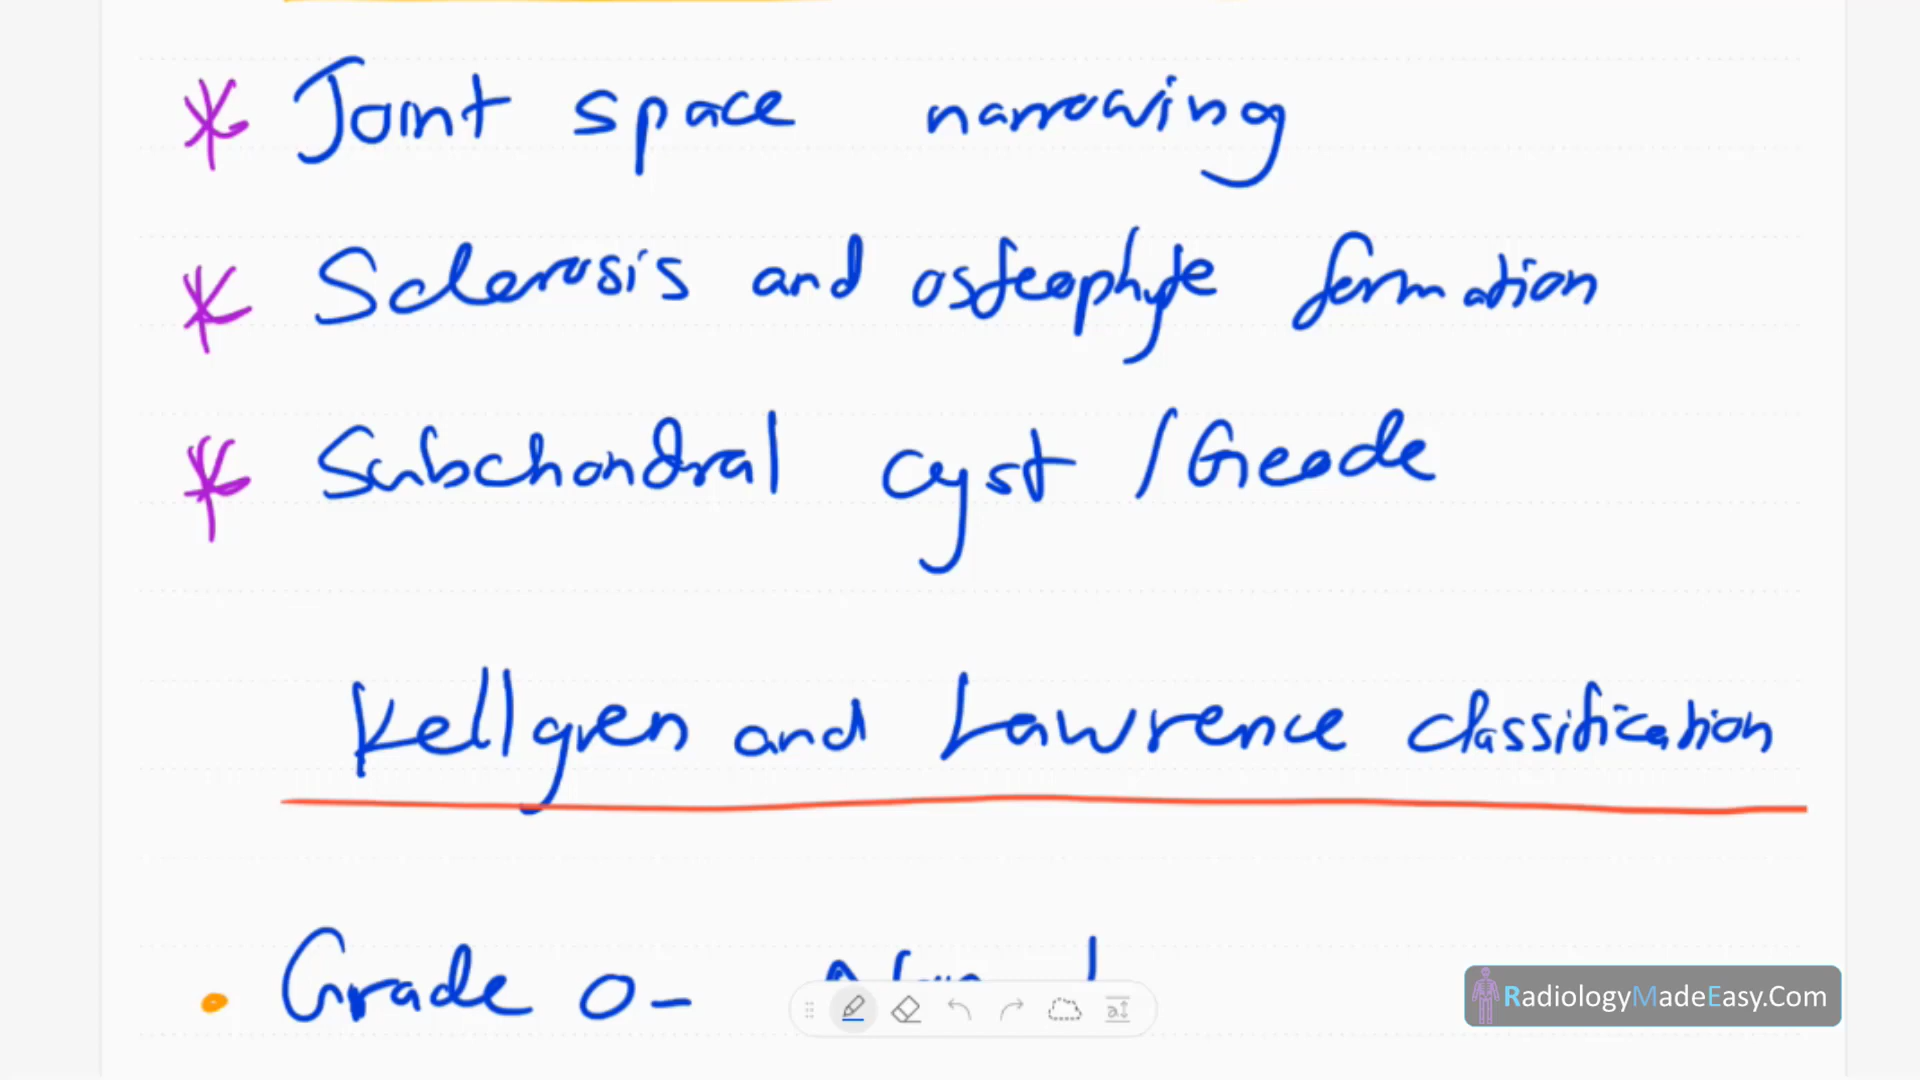 * Joint space narrowing
* Sclerosis and osteophyte formation
* Subchondral cyst / Geode
Kellgren and Lawrence classification
• Grade 0 –
RadiologyMadeEasy.Com